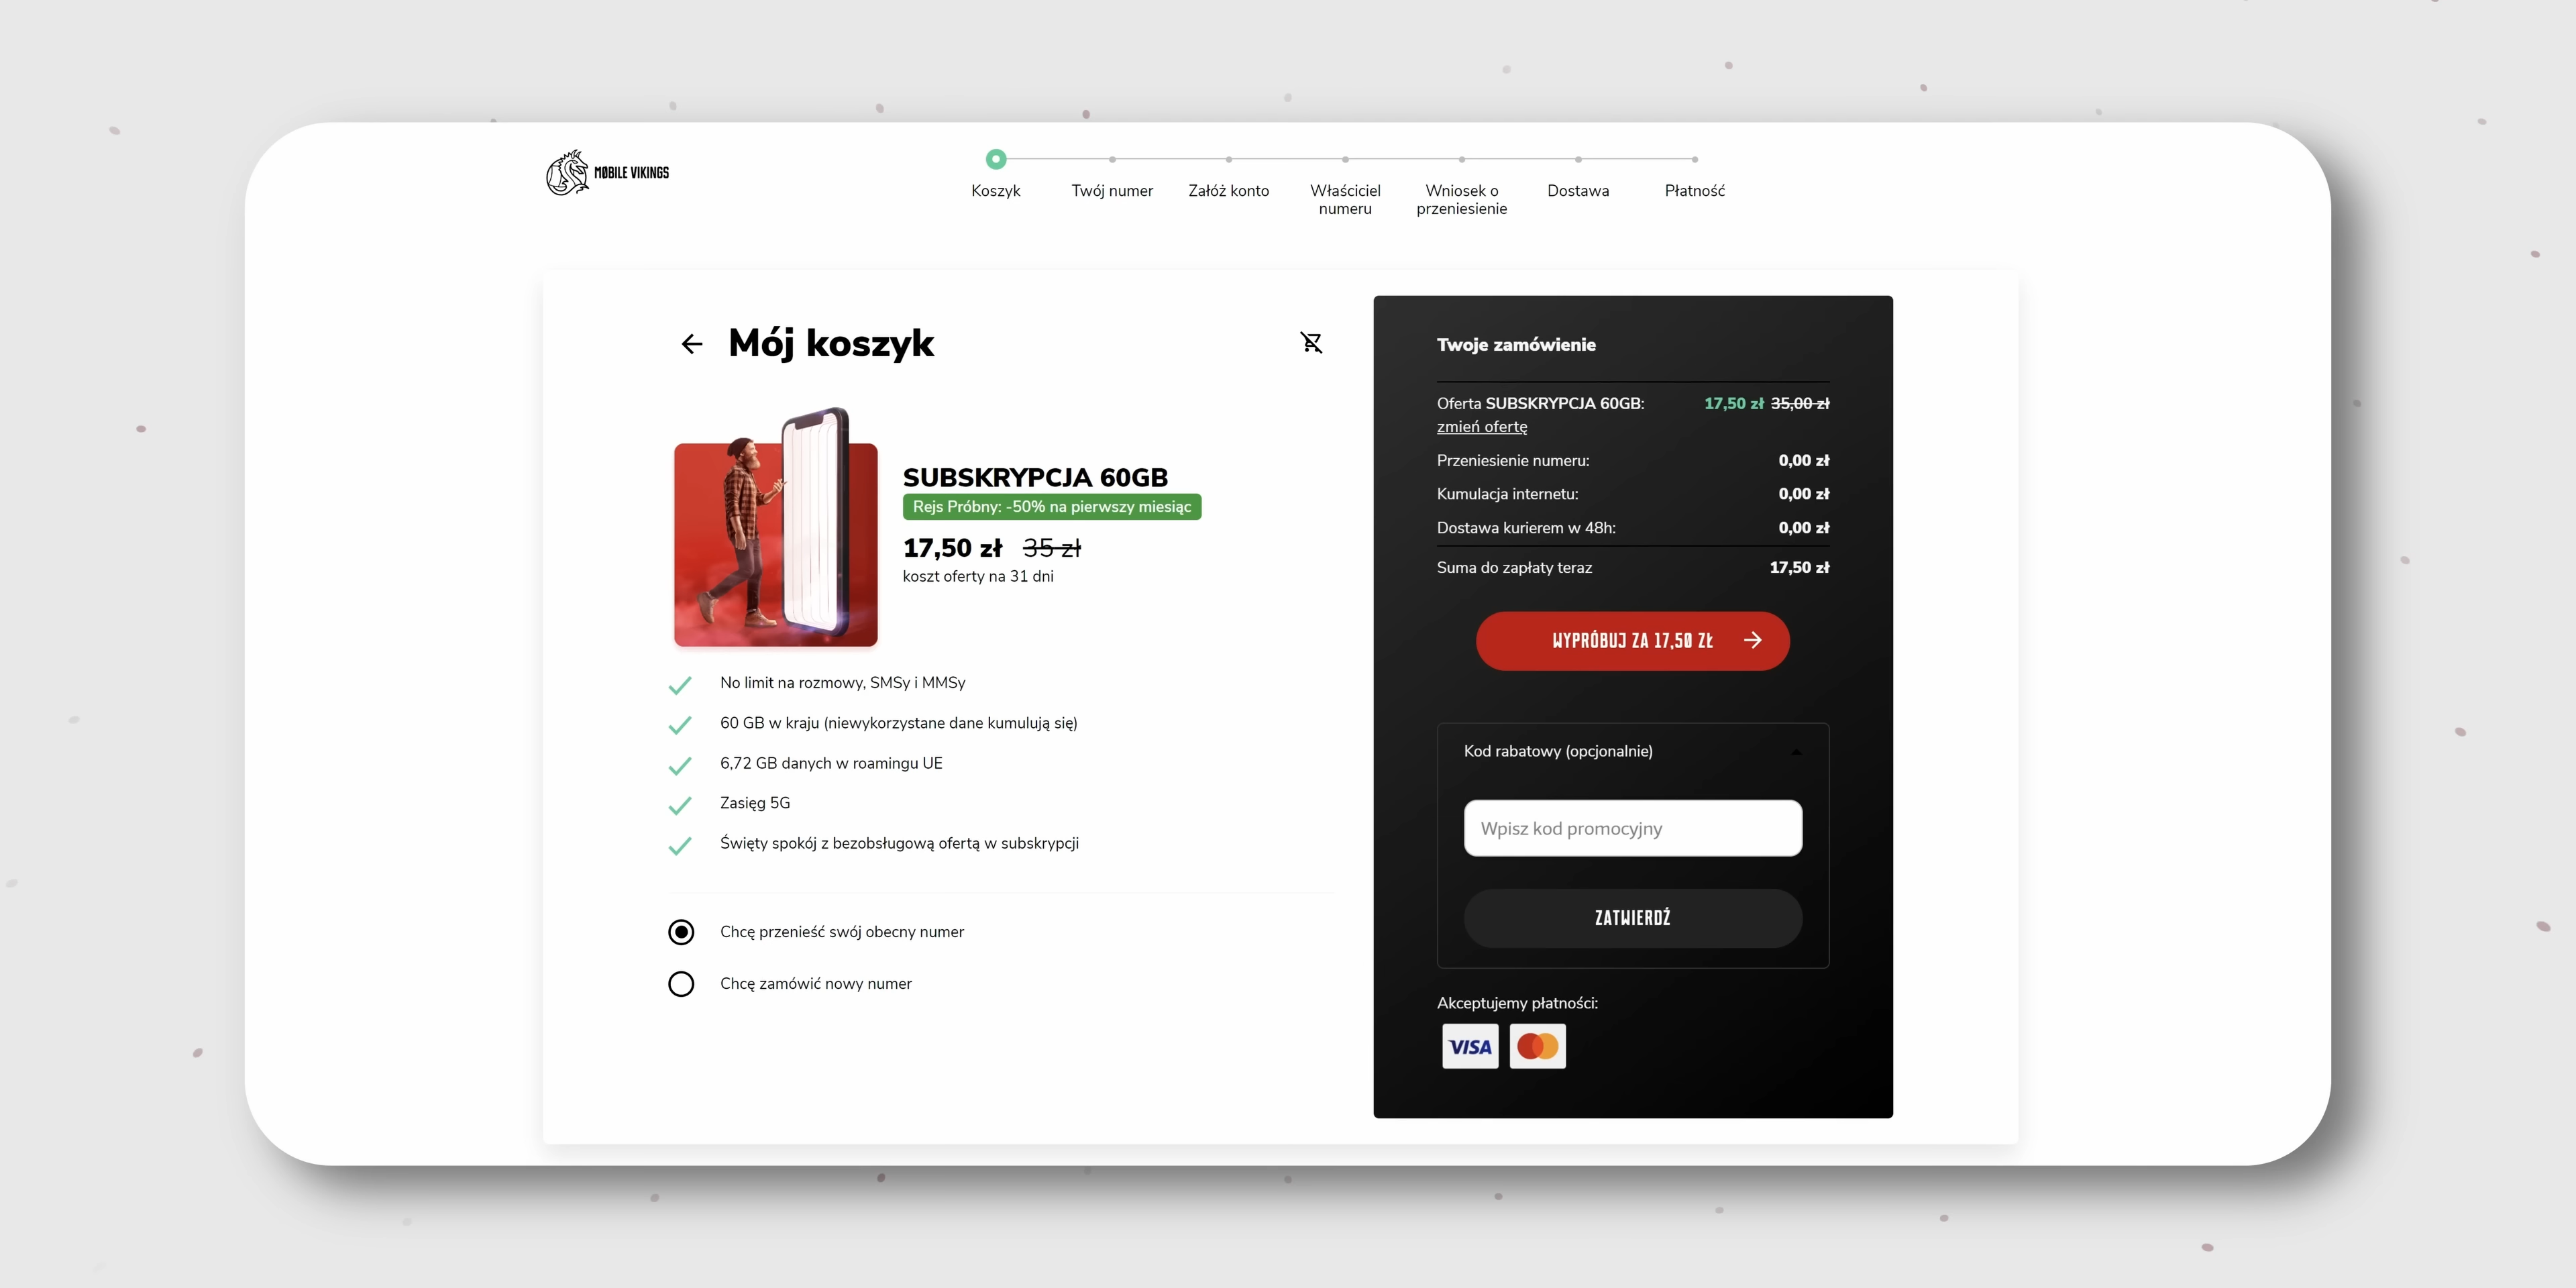 MØBILE VIKINGS
Koszyk
Twój numer
Załóż konto
Właściciel
numeru
Wniosek o
przeniesienie
Dostawa
Płatność
Mój koszyk
SUBSKRYPCJA 60GB
Rejs Próbny: -50% na pierwszy miesiąc
17,50 zł 35 zł
koszt oferty na 31 dni
No limit na rozmowy, SMSy i MMSy
60 GB w kraju (niewykorzystane dane kumulują się)
6,72 GB danych w roamingu UE
Zasięg 5G
Święty spokój z bezobsługową ofertą w subskrypcji
Chcę przenieść swój obecny numer
Chcę zamówić nowy numer
Twoje zamówienie
Oferta SUBSKRYPCJA 60GB: 17,50 zł 35,00 zł
zmień ofertę
Przeniesienie numeru: 0,00 zł
Kumulacja internetu: 0,00 zł
Dostawa kurierem w 48h: 0,00 zł
Suma do zapłaty teraz 17,50 zł
WYPRÓBUJ ZA 17,50 ZŁ
Kod rabatowy (opcjonalnie)
Wpisz kod promocyjny
ZATWIERDŹ
Akceptujemy płatności:
VISA